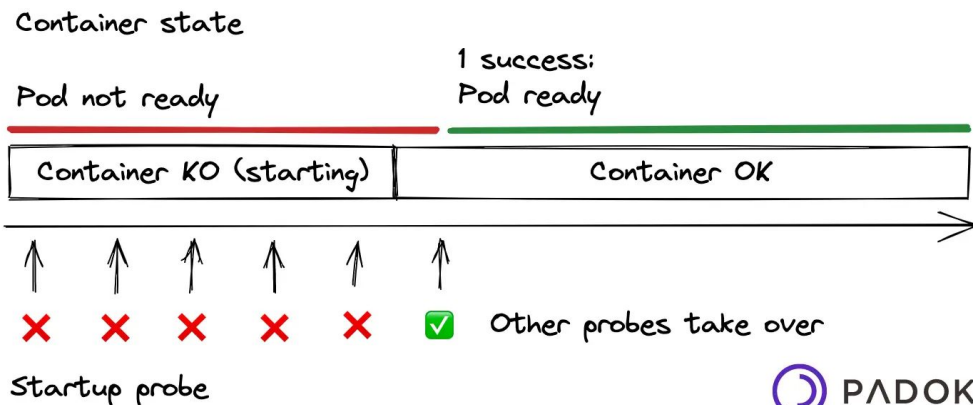 Container state
1 success:
Pod not ready
Pod ready
Container KO (starting)
Container OK
Other probes take over
Startup probe
PADOK